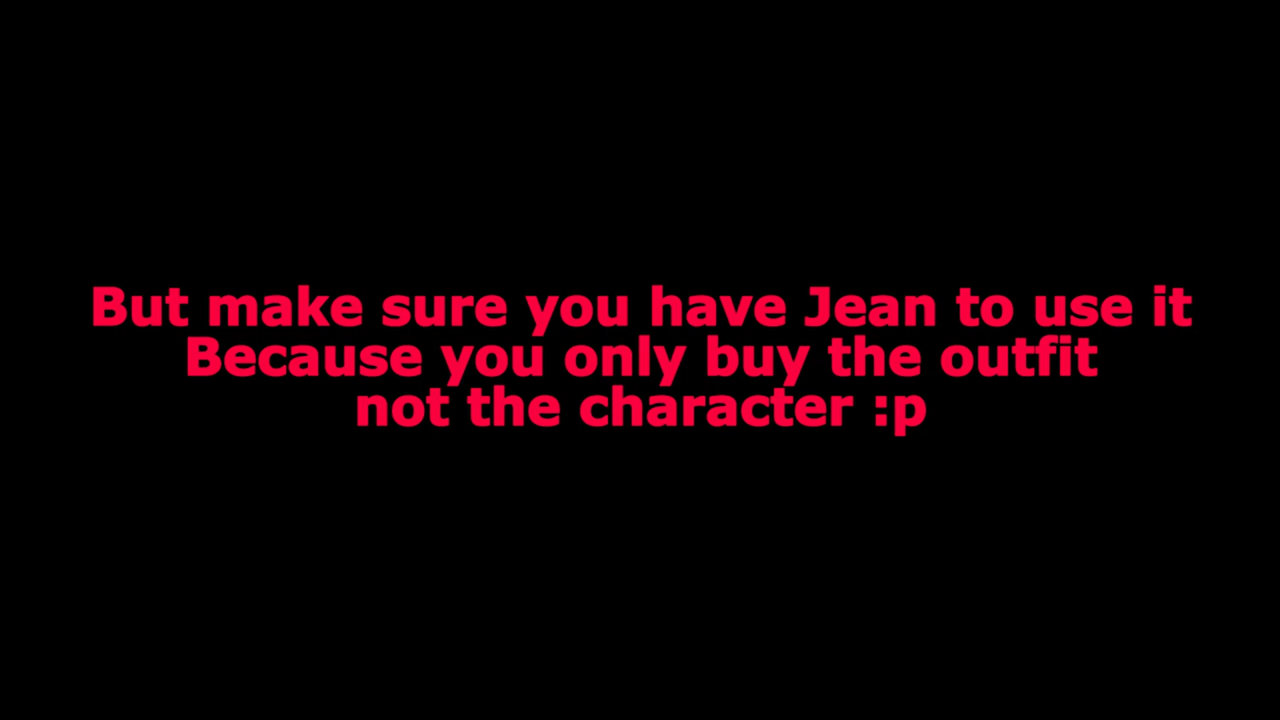 But make sure you have Jean to use it
Because you only buy the outfit
not the character :p